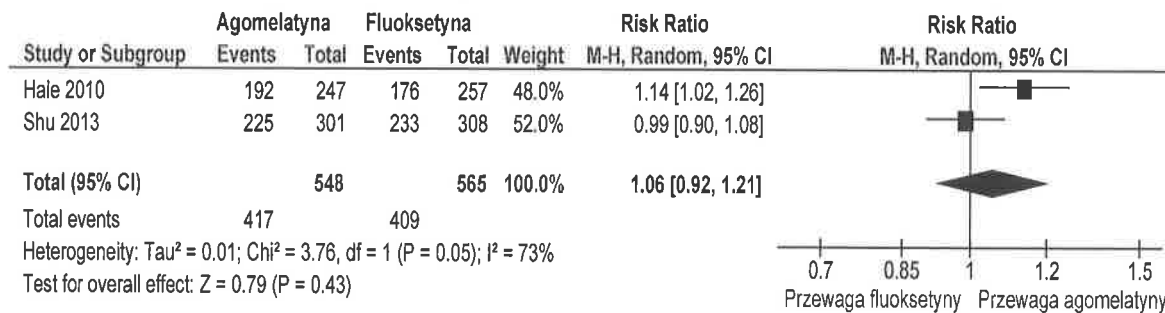 Agomelatyna Fluoksetyna Risk Ratio Risk Ratio
Study or Subgroup Events Total Events Total Weight M-H, Random, 95% CI M-H, Random, 95% CI
Hale 2010 192 247 176 257 48.0% 1.14 [1.02, 1.26]
Shu 2013 225 301 233 308 52.0% 0.99 [0.90, 1.08]
Total (95% CI) 548 565 100.0% 1.06 [0.92, 1.21]
Total events 417 409
Heterogeneity: Tau² = 0.01; Chi² = 3.76, df = 1 (P = 0.05); I² = 73%
Test for overall effect: Z = 0.79 (P = 0.43)
0.7 0.85 1 1.2 1.5
Przewaga fluoksetyny Przewaga agomelatyny